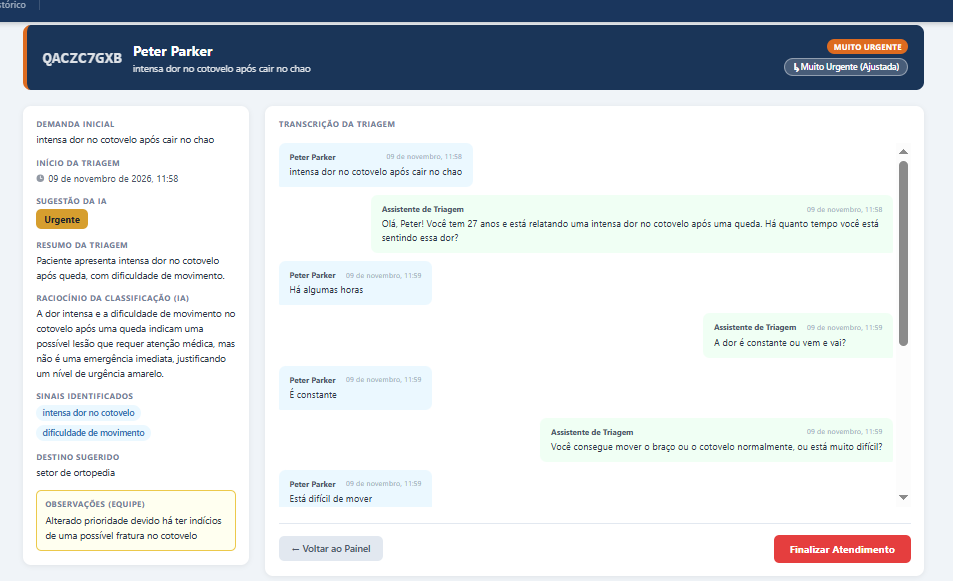 stórico
QACZC7GXB
Peter Parker
intensa dor no cotovelo após cair no chao
MUITO URGENTE
↳ Muito Urgente (Ajustada)
DEMANDA INICIAL
intensa dor no cotovelo após cair no chao
INÍCIO DA TRIAGEM
09 de novembro de 2026, 11:58
SUGESTÃO DA IA
Urgente
RESUMO DA TRIAGEM
Paciente apresenta intensa dor no cotovelo
após queda, com dificuldade de movimento.
RACIOCÍNIO DA CLASSIFICAÇÃO (IA)
A dor intensa e a dificuldade de movimento no
cotovelo após uma queda indicam uma
possível lesão que requer atenção médica, mas
não é uma emergência imediata, justificando
um nível de urgência amarelo.
SINAIS IDENTIFICADOS
intensa dor no cotovelo
dificuldade de movimento
DESTINO SUGERIDO
setor de ortopedia
OBSERVAÇÕES (EQUIPE)
Alterado prioridade devido há ter indícios
de uma possível fratura no cotovelo
TRANSCRIÇÃO DA TRIAGEM
Peter Parker 09 de novembro, 11:58
intensa dor no cotovelo após cair no chao
Assistente de Triagem 09 de novembro, 11:58
Olá, Peter! Você tem 27 anos e está relatando uma intensa dor no cotovelo após uma queda. Há quanto tempo você está
sentindo essa dor?
Peter Parker 09 de novembro, 11:59
Há algumas horas
Assistente de Triagem 09 de novembro, 11:59
A dor é constante ou vem e vai?
Peter Parker 09 de novembro, 11:59
É constante
Assistente de Triagem 09 de novembro, 11:59
Você consegue mover o braço ou o cotovelo normalmente, ou está muito difícil?
Peter Parker 09 de novembro, 11:59
Está difícil de mover
← Voltar ao Painel
Finalizar Atendimento